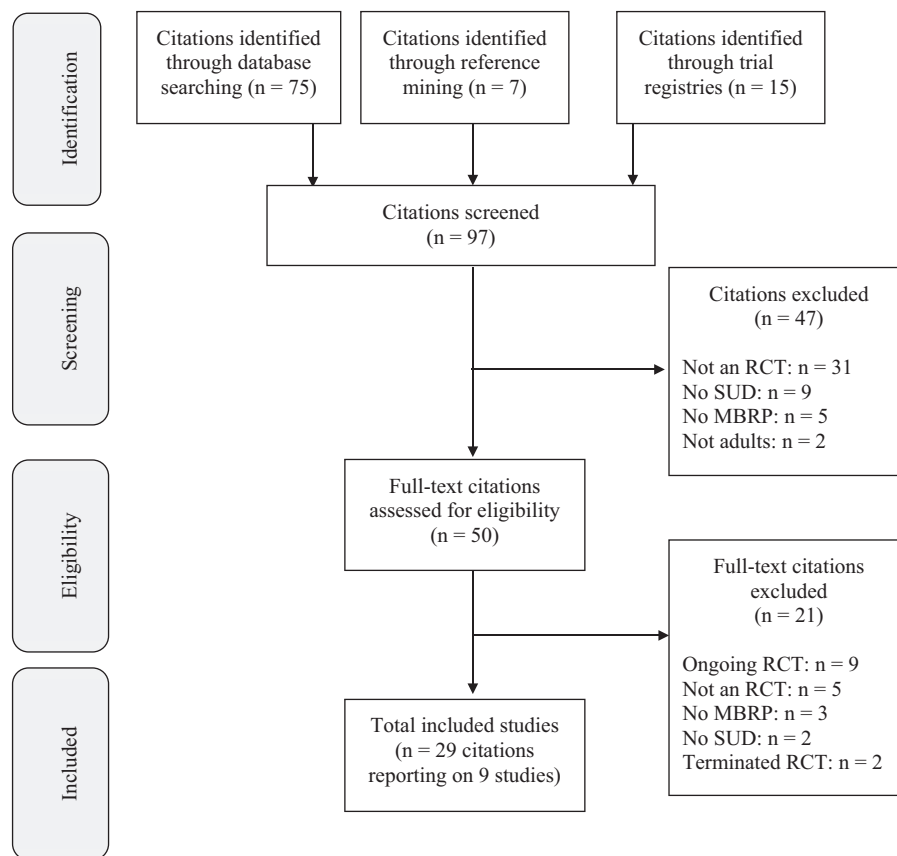 Identification
Citations identified
through database
searching (n = 75)
Citations identified
through reference
mining (n = 7)
Citations identified
through trial
registries (n = 15)
Citations screened
(n = 97)
Screening
Citations excluded
(n = 47)
Not an RCT: n = 31
No SUD: n = 9
No MBRP: n = 5
Not adults: n = 2
Eligibility
Full-text citations
assessed for eligibility
(n = 50)
Full-text citations
excluded
(n = 21)
Ongoing RCT: n = 9
Not an RCT: n = 5
No MBRP: n = 3
No SUD: n = 2
Terminated RCT: n = 2
Included
Total included studies
(n = 29 citations
reporting on 9 studies)